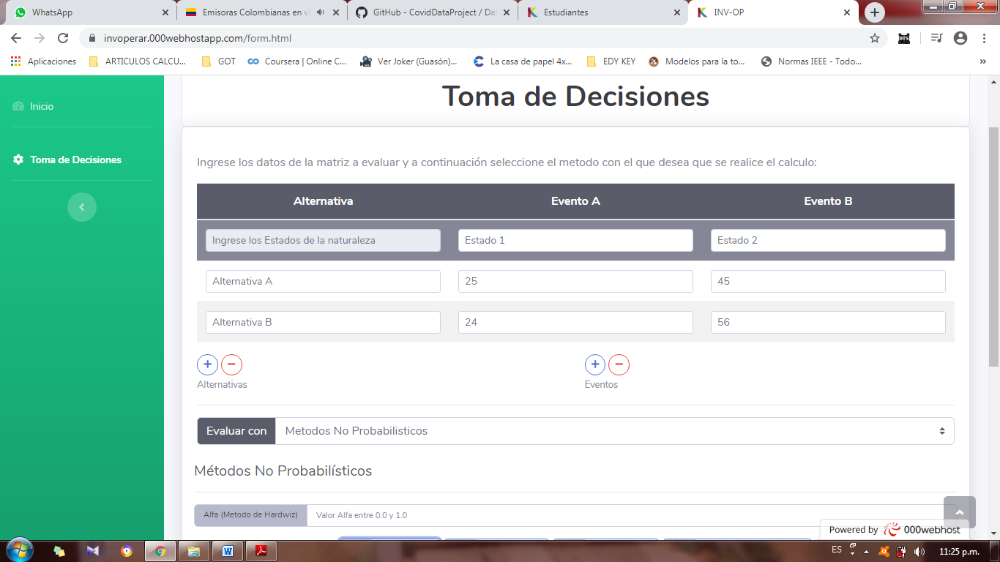 WhatsApp
Emisoras Colombianas en v
GitHub - CovidDataProject / Da
Estudiantes
INV-OP
invoperar.000webhostapp.com/form.html
Aplicaciones
ARTICULOS CALCU...
GOT
Coursera | Online C...
Ver Joker (Guasón)...
La casa de papel 4x...
EDY KEY
Modelos para la to...
Normas IEEE - Todo...
»
Inicio
Toma de Decisiones
Toma de Decisiones
Ingrese los datos de la matriz a evaluar y a continuación seleccione el metodo con el que desea que se realice el calculo:
Alternativa Evento A Evento B
Ingrese los Estados de la naturaleza Estado 1 Estado 2
Alternativa A 25 45
Alternativa B 24 56
+ − + −
Alternativas Eventos
Evaluar con Metodos No Probabilisticos
Métodos No Probabilísticos
Alfa (Metodo de Hardwiz) Valor Alfa entre 0.0 y 1.0
Powered by 000webhost
ES
11:25 p.m.